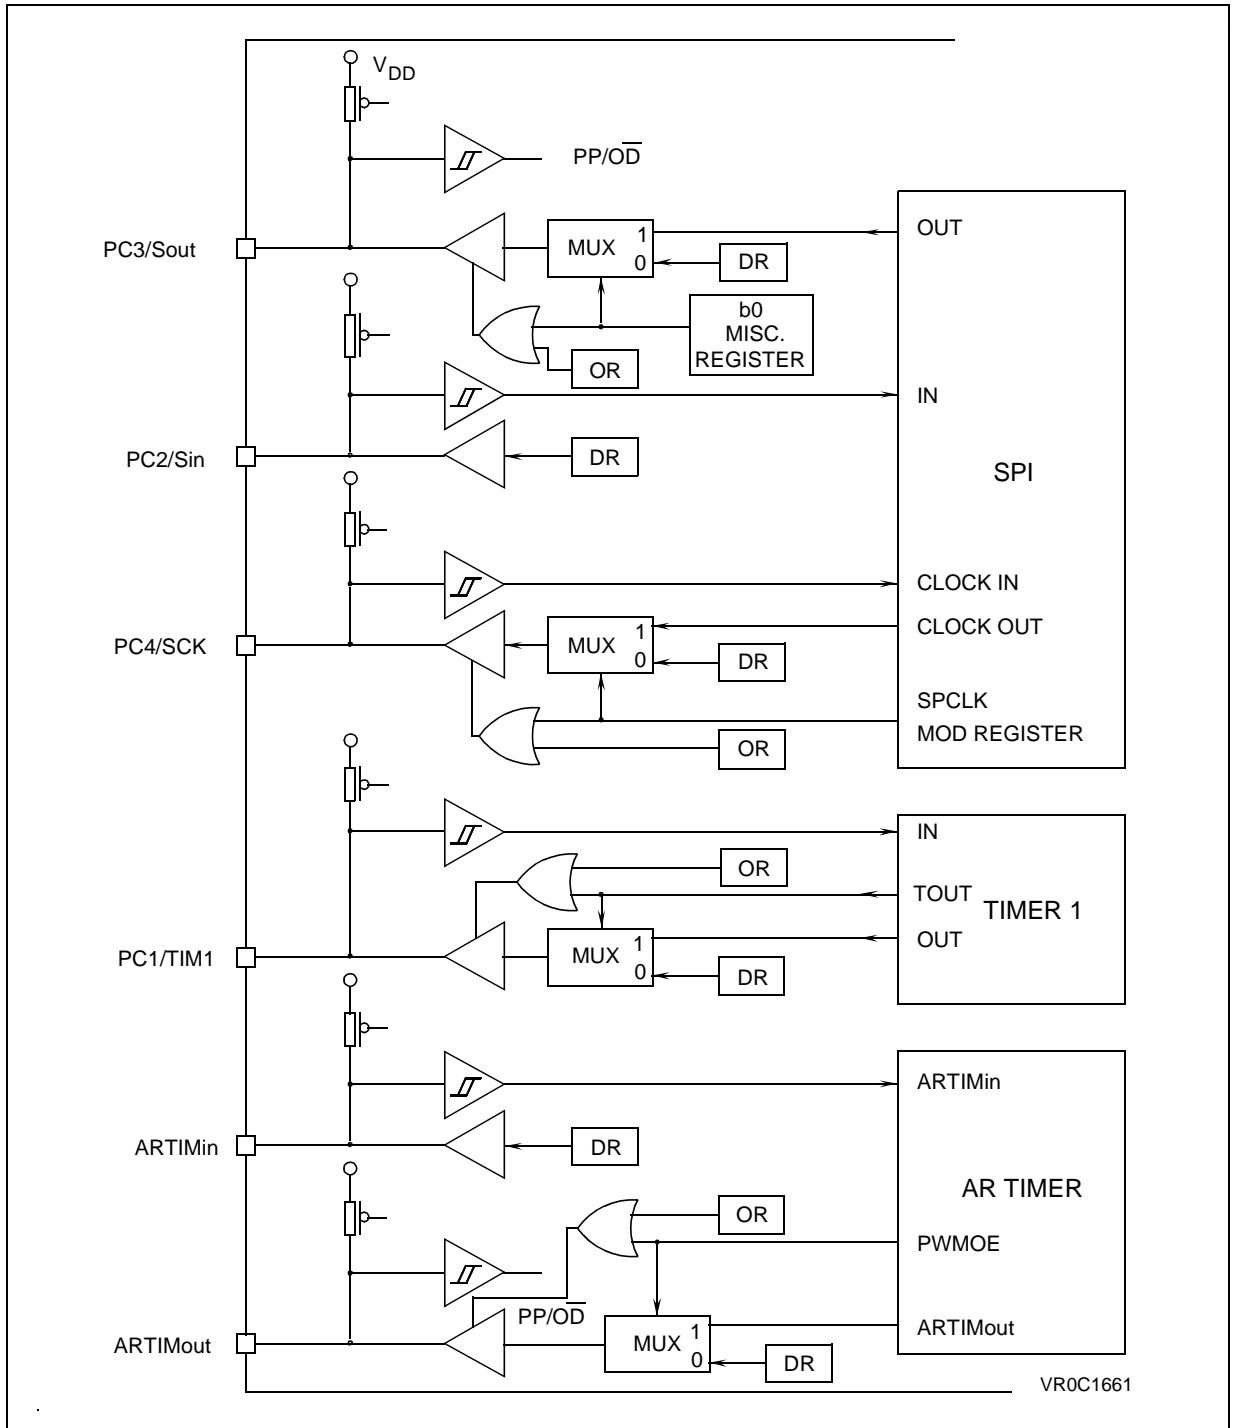 VDD
PP/OD
PC3/Sout
MUX 1
0
DR
OUT
b0
MISC.
REGISTER
OR
IN
PC2/Sin
DR
SPI
CLOCK IN
CLOCK OUT
PC4/SCK
MUX 1
0
DR
SPCLK
MOD REGISTER
OR
IN
OR
TOUT
TIMER 1
OUT
PC1/TIM1
MUX 1
0
DR
ARTIMin
ARTIMin
DR
AR TIMER
OR
PWMOE
PP/OD
ARTIMout
MUX 1
0
DR
ARTIMout
VR0C1661